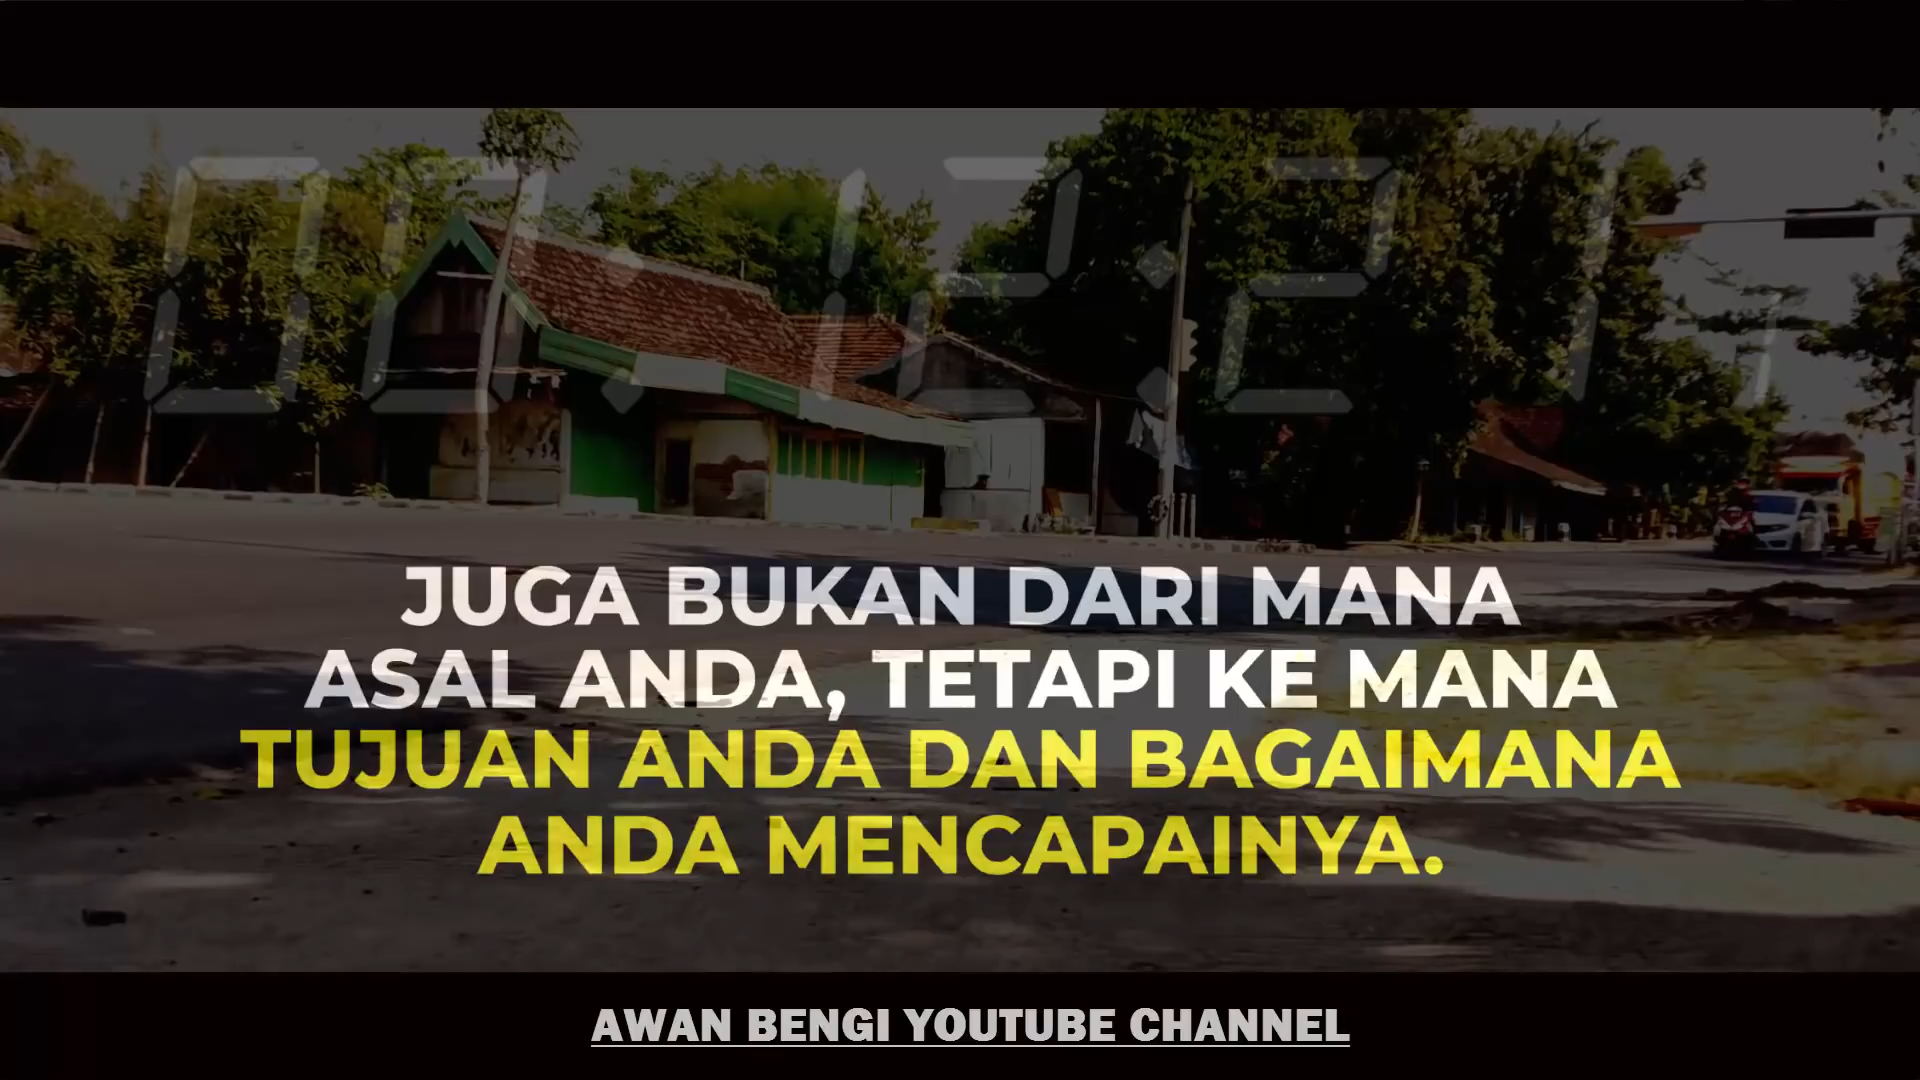 JUGA BUKAN DARI MANA
ASAL ANDA, TETAPI KE MANA
TUJUAN ANDA DAN BAGAIMANA
ANDA MENCAPAINYA.
AWAN BENGI YOUTUBE CHANNEL